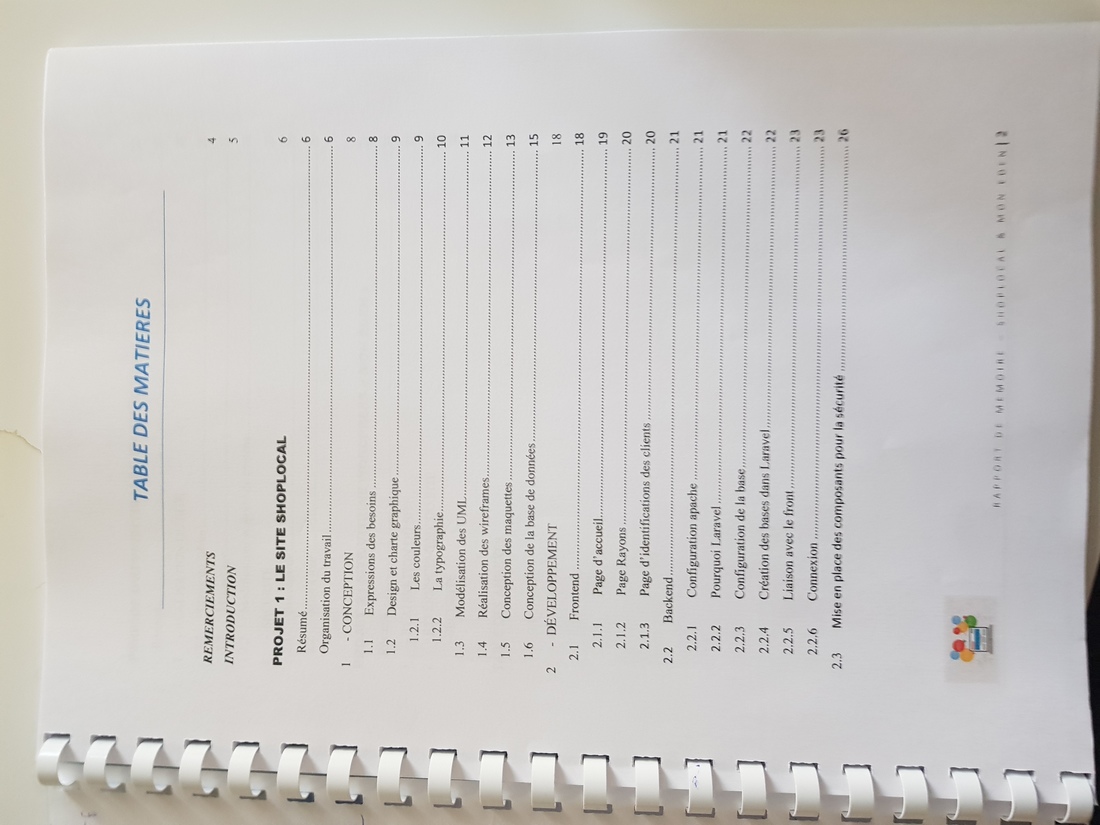 TABLE DES MATIERES
REMERCIEMENTS 4
INTRODUCTION 5
PROJET 1 : LE SITE SHOPLOCAL 6
Résumé 6
Organisation du travail 6
1 - CONCEPTION 8
1.1 Expressions des besoins 8
1.2 Design et charte graphique 9
1.2.1 Les couleurs 9
1.2.2 La typographie 10
1.3 Modélisation des UML 11
1.4 Réalisation des wireframes 12
1.5 Conception des maquettes 13
1.6 Conception de la base de données 15
2 - DÉVELOPPEMENT 18
2.1 Frontend 18
2.1.1 Page d'accueil 19
2.1.2 Page Rayons 20
2.1.3 Page d'identifications des clients 20
2.2 Backend 21
2.2.1 Configuration apache 21
2.2.2 Pourquoi Laravel 21
2.2.3 Configuration de la base 22
2.2.4 Création des bases dans Laravel 22
2.2.5 Liaison avec le front 23
2.2.6 Connexion 23
2.3 Mise en place des composants pour la sécurité 26
RAPPORT DE MEMOIRE - SHOPLOCAL & MON EDEN | 2